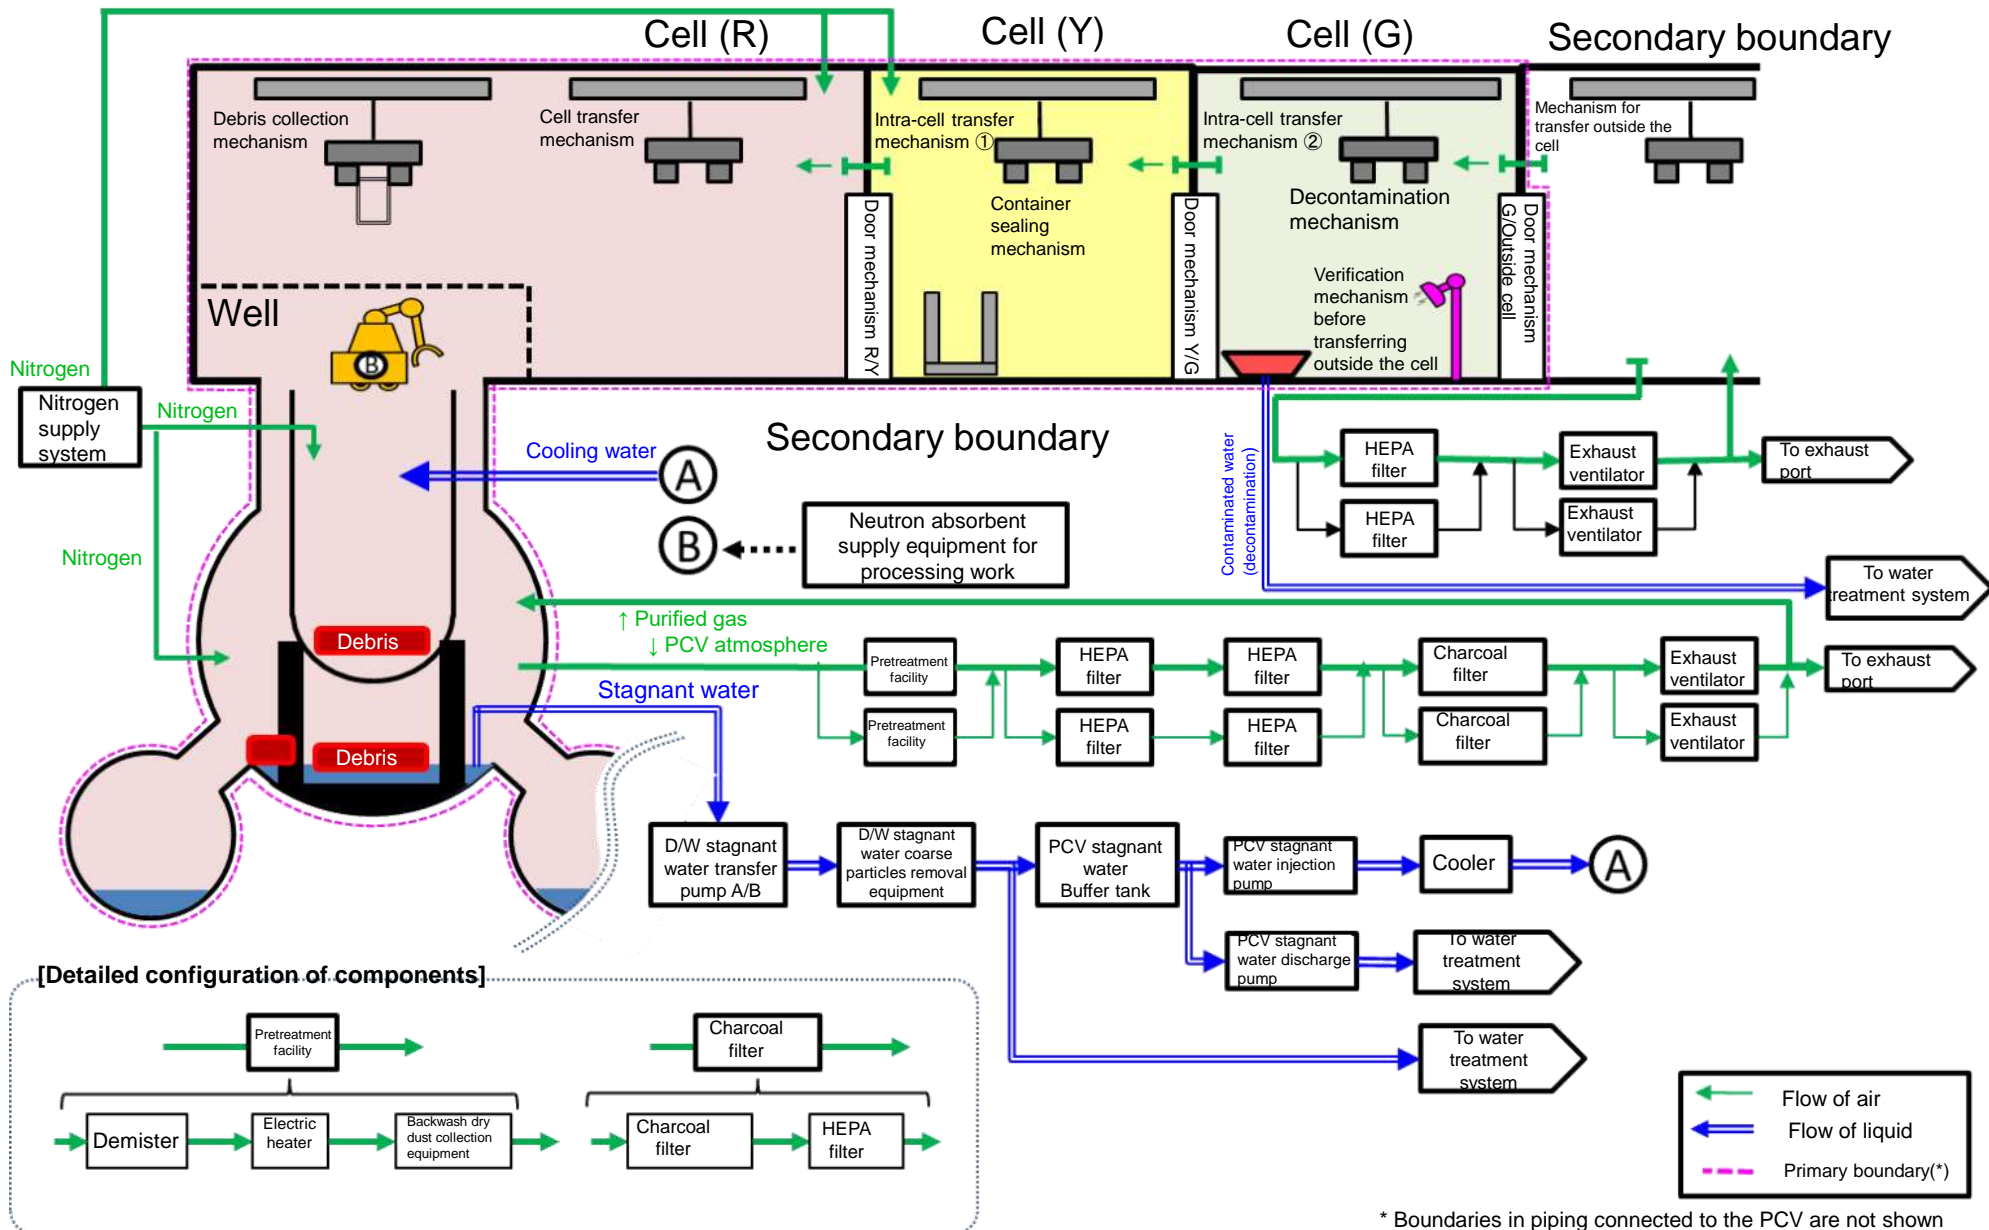 Cell (R)
Cell (Y)
Cell (G)
Secondary boundary
Debris collection
mechanism
Cell transfer
mechanism
Intra-cell transfer
mechanism ①
Intra-cell transfer
mechanism ②
Mechanism for
transfer outside the
cell
Container
sealing
mechanism
Decontamination
mechanism
Door mechanism R/Y
Door mechanism Y/G
Door mechanism
G/Outside cell
Verification
mechanism
before
transferring
outside the cell
Well
B
Nitrogen
Nitrogen
supply
system
Nitrogen
Nitrogen
Cooling water
A
Secondary boundary
B
Neutron absorbent
supply equipment for
processing work
Contaminated water
(decontamination)
HEPA
filter
Exhaust
ventilator
To exhaust
port
HEPA
filter
Exhaust
ventilator
To water
treatment system
↑ Purified gas
↓ PCV atmosphere
Debris
Debris
Stagnant water
Pretreatment
facility
HEPA
filter
HEPA
filter
Charcoal
filter
Exhaust
ventilator
To exhaust
port
Pretreatment
facility
HEPA
filter
HEPA
filter
Charcoal
filter
Exhaust
ventilator
D/W stagnant
water transfer
pump A/B
D/W stagnant
water coarse
particles removal
equipment
PCV stagnant
water
Buffer tank
PCV stagnant
water injection
pump
Cooler
A
PCV stagnant
water discharge
pump
To water
treatment
system
To water
treatment
system
[Detailed configuration of components]
Pretreatment
facility
Charcoal
filter
Demister
Electric
heater
Backwash dry
dust collection
equipment
Charcoal
filter
HEPA
filter
Flow of air
Flow of liquid
Primary boundary(*)
* Boundaries in piping connected to the PCV are not shown